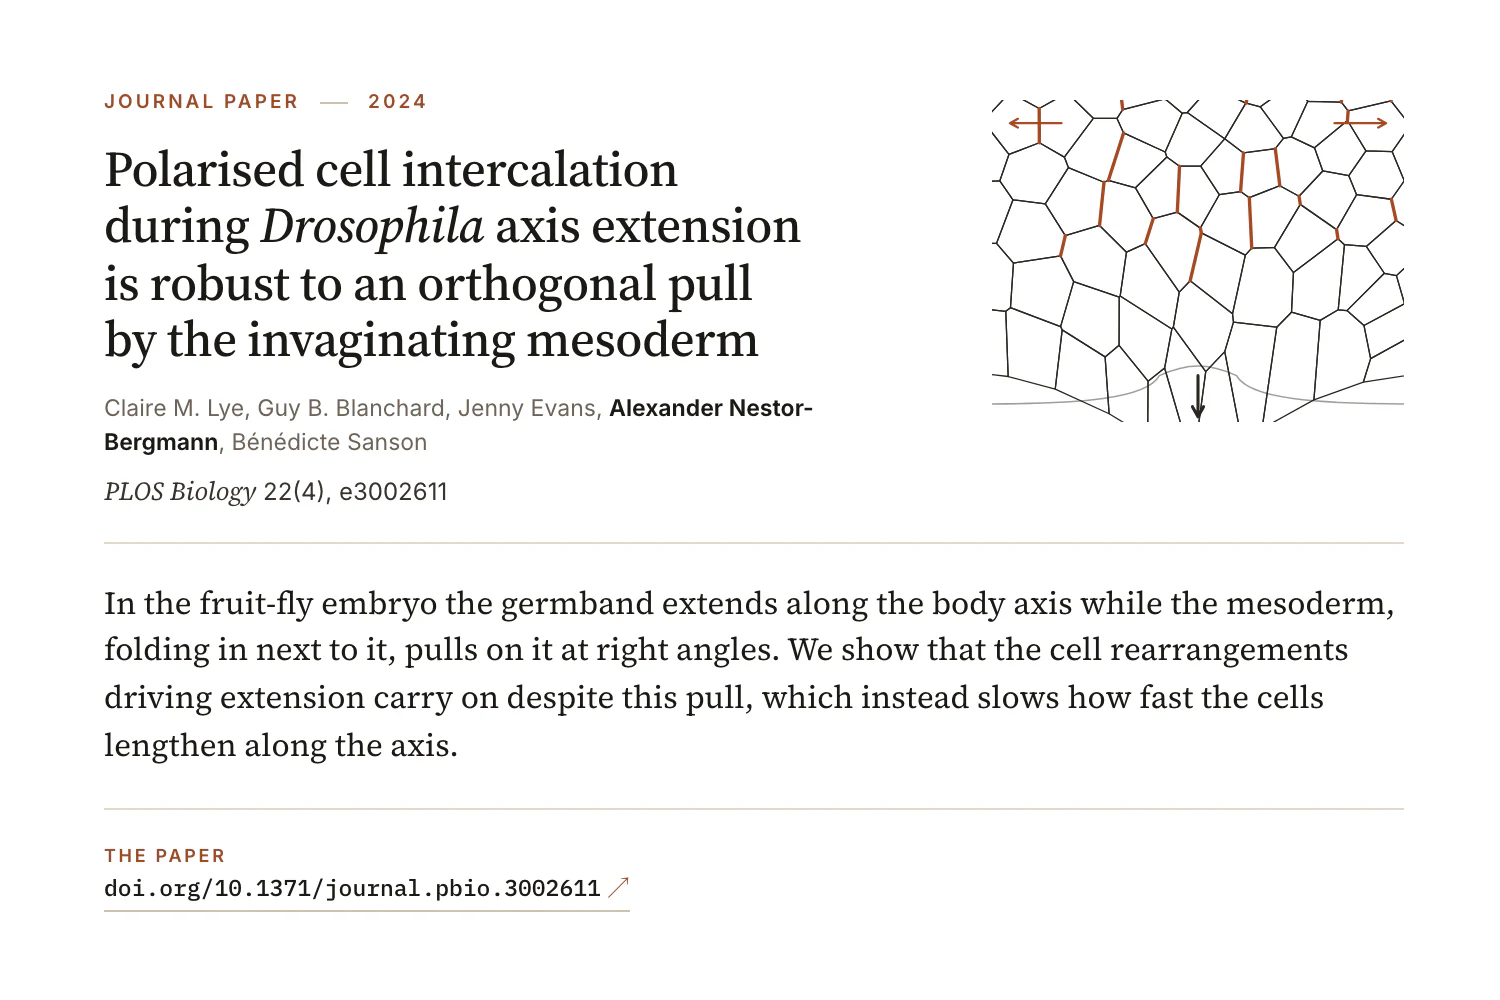 JOURNAL PAPER — 2024
Polarised cell intercalation
during Drosophila axis extension
is robust to an orthogonal pull
by the invaginating mesoderm
Claire M. Lye, Guy B. Blanchard, Jenny Evans, Alexander Nestor-
Bergmann, Bénédicte Sanson
PLOS Biology 22(4), e3002611
In the fruit-fly embryo the germband extends along the body axis while the mesoderm,
folding in next to it, pulls on it at right angles. We show that the cell rearrangements
driving extension carry on despite this pull, which instead slows how fast the cells
lengthen along the axis.
THE PAPER
doi.org/10.1371/journal.pbio.3002611 ↗